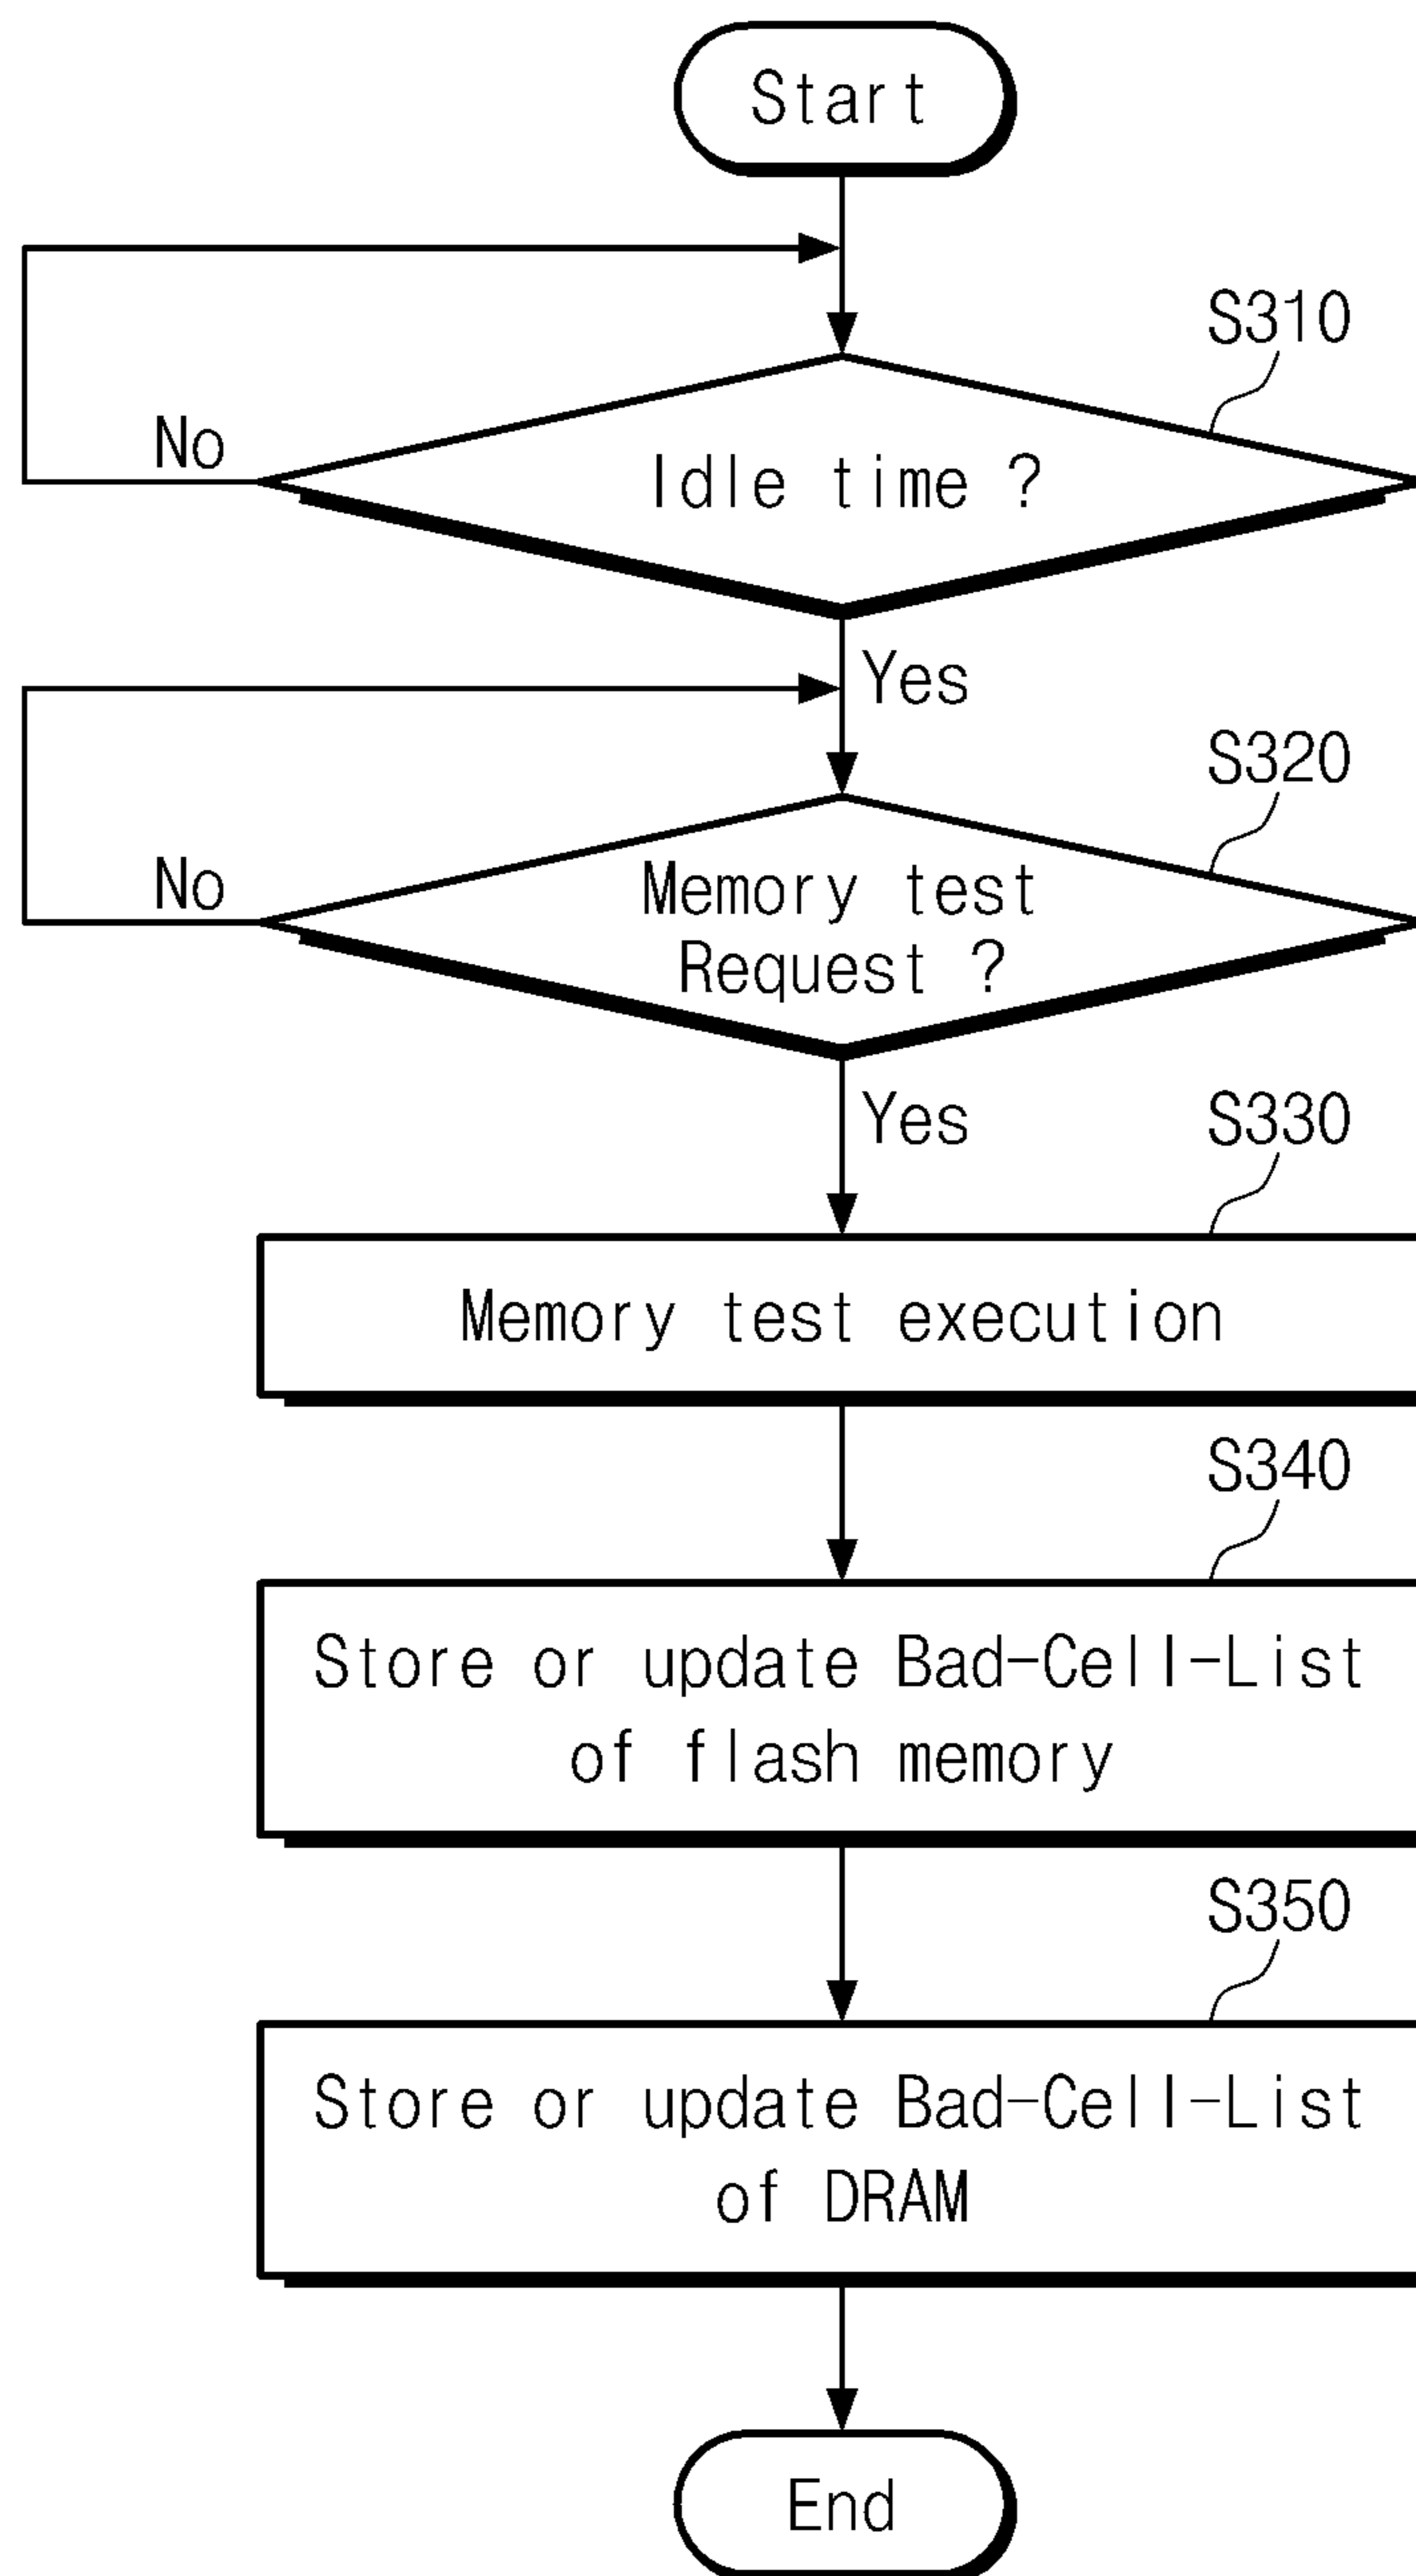 Start
S310
No
Idle time ?
Yes
S320
No
Memory test
Request ?
Yes
S330
Memory test execution
S340
Store or update Bad-Cell-List
of flash memory
S350
Store or update Bad-Cell-List
of DRAM
End